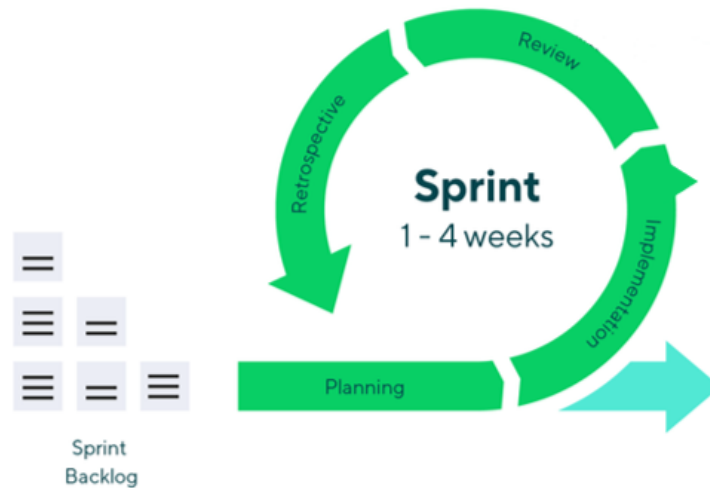 Review
Retrospective
Sprint
1 - 4 weeks
Implementation
Planning
Sprint
Backlog